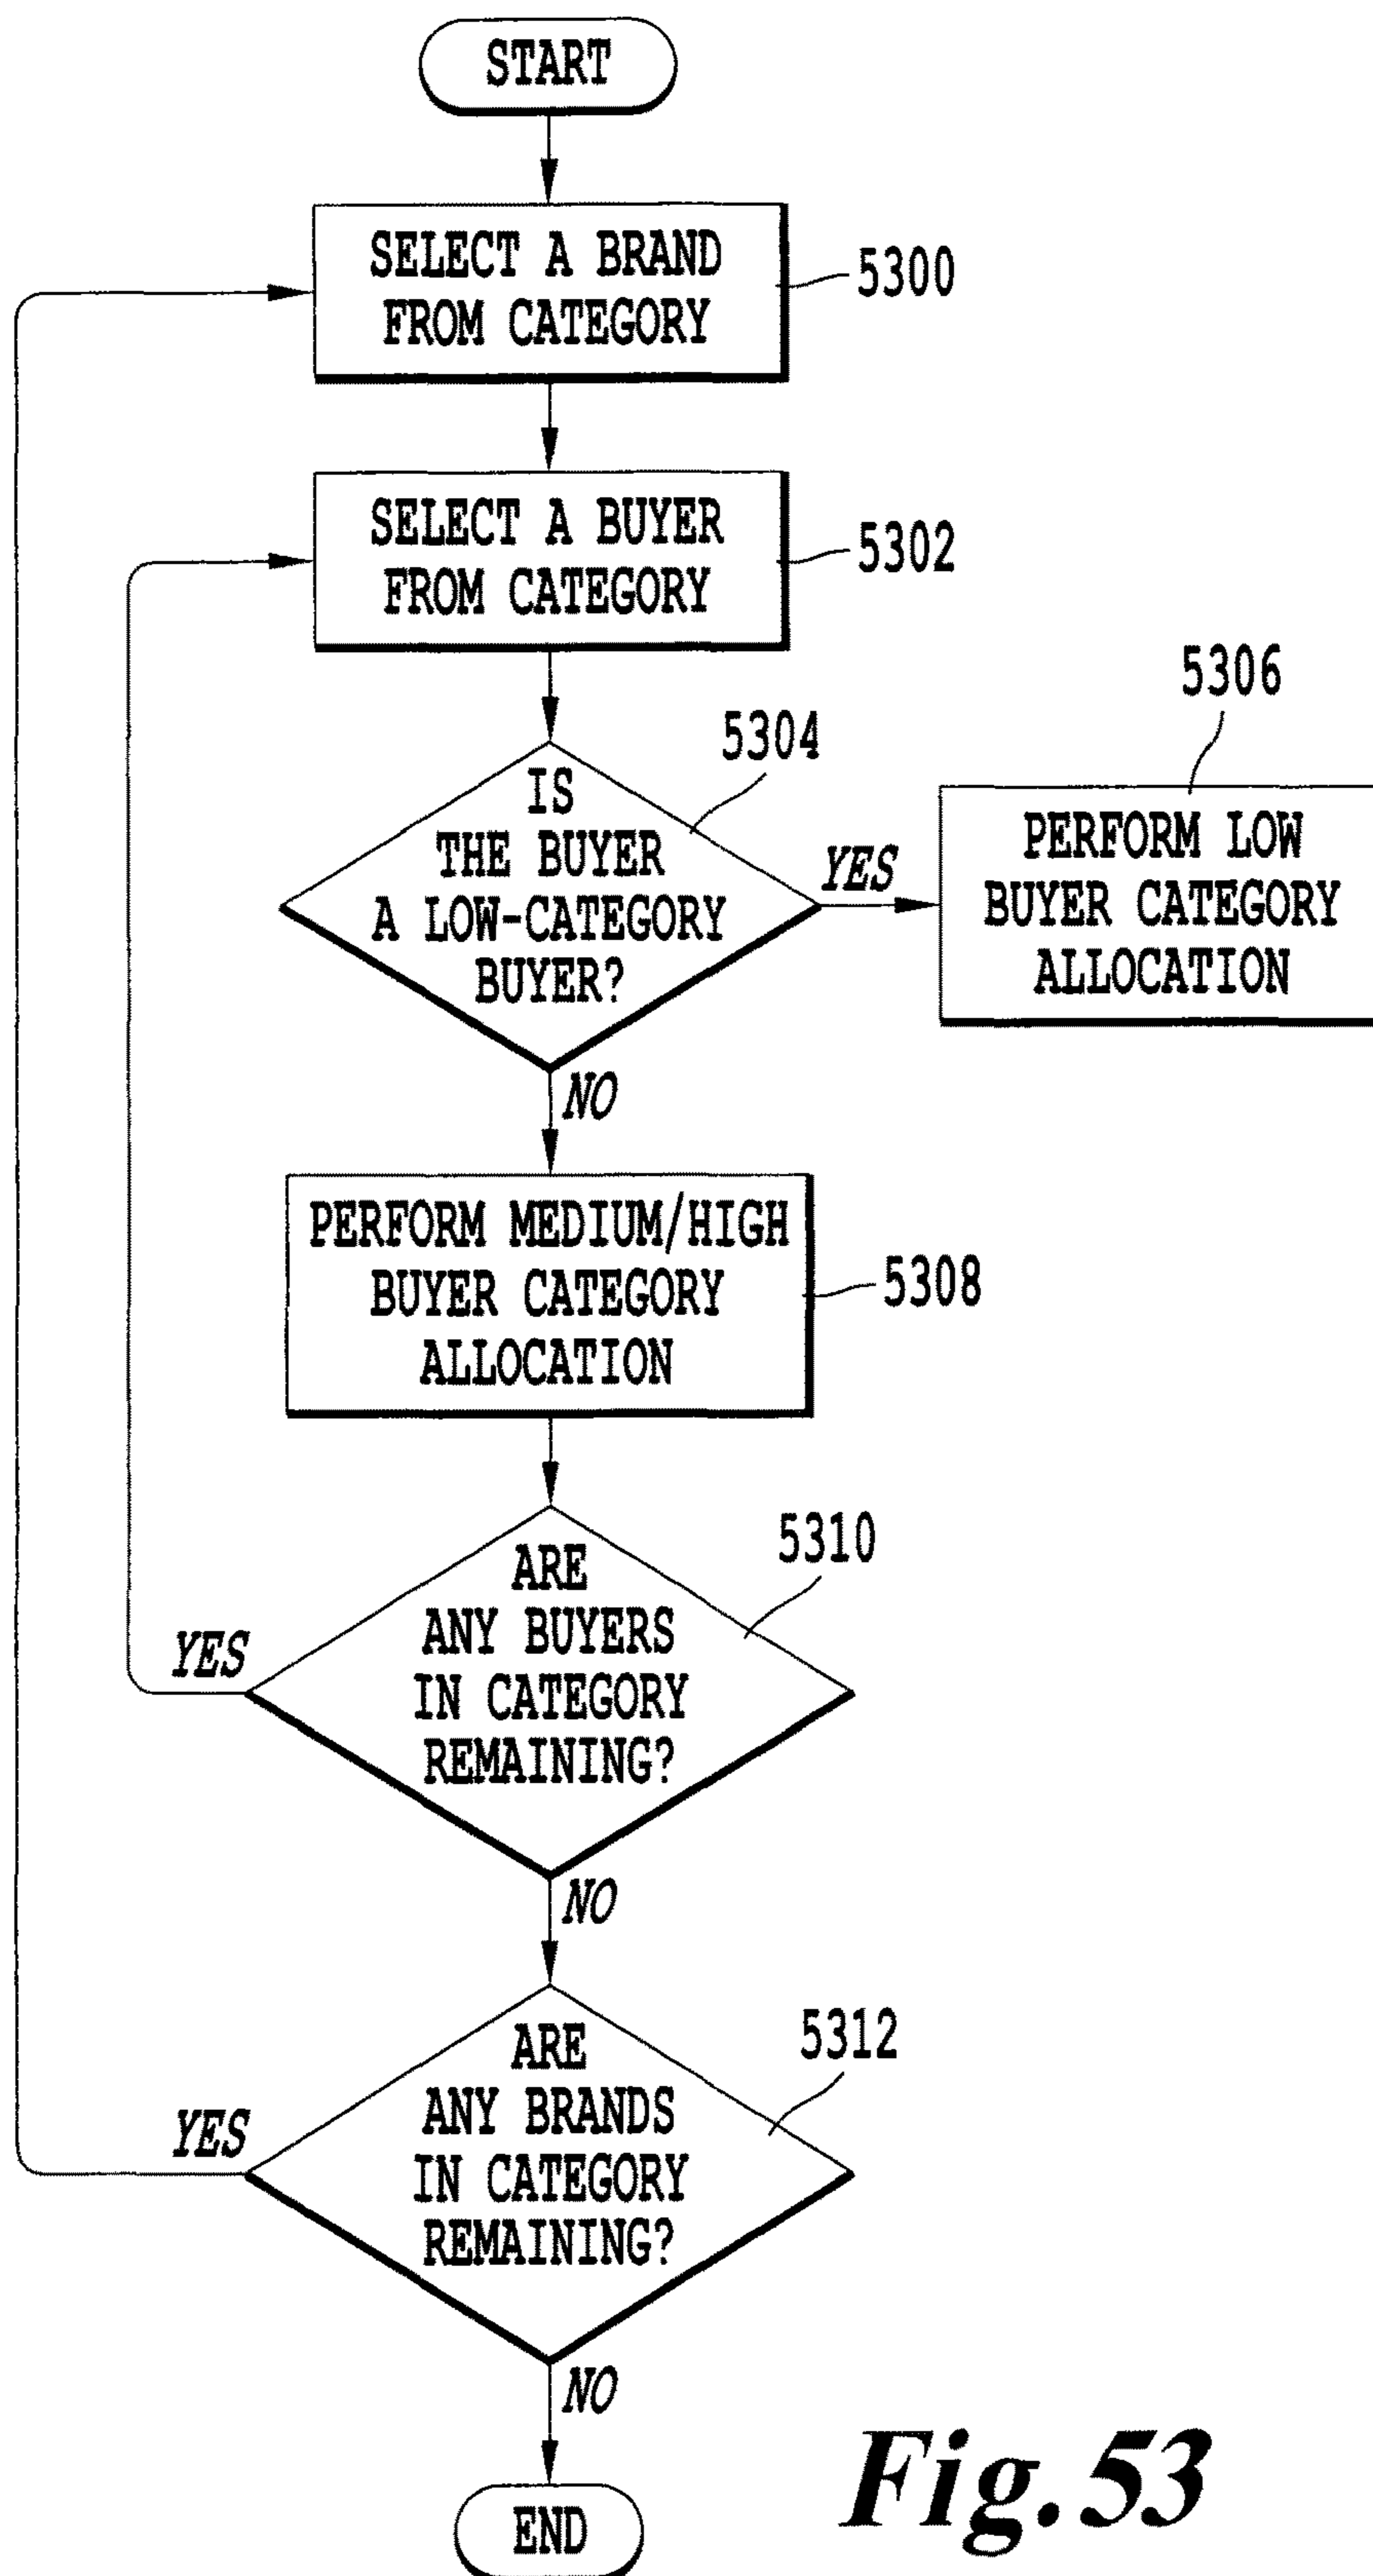 START
SELECT A BRAND
FROM CATEGORY
5300
SELECT A BUYER
FROM CATEGORY
5302
5304
IS
THE BUYER
A LOW-CATEGORY
BUYER?
YES
5306
PERFORM LOW
BUYER CATEGORY
ALLOCATION
NO
PERFORM MEDIUM/HIGH
BUYER CATEGORY
ALLOCATION
5308
5310
ARE
ANY BUYERS
IN CATEGORY
REMAINING?
YES
NO
5312
ARE
ANY BRANDS
IN CATEGORY
REMAINING?
YES
NO
END
Fig. 53